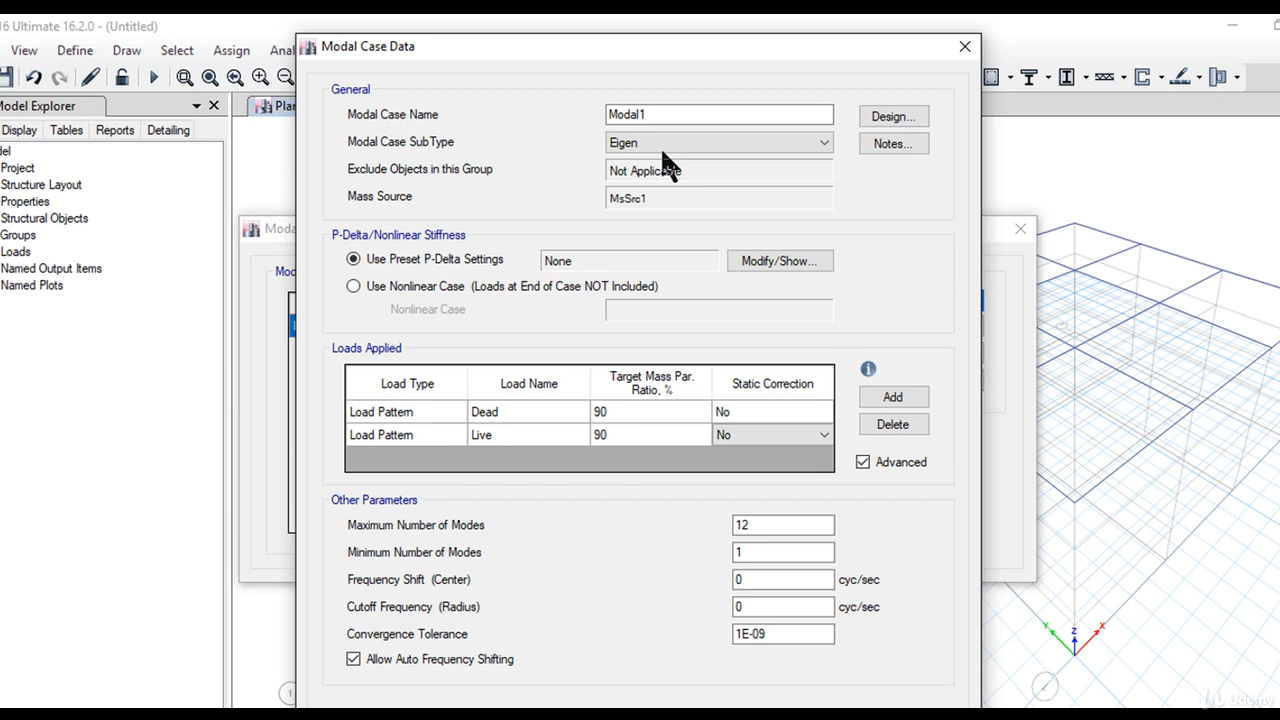 16 Ultimate 16.2.0 - (Untitled)
View Define Draw Select Assign
Model Explorer
Display Tables Reports Detailing
Project
Structure Layout
Properties
Structural Objects
Groups
Loads
Named Output Items
Named Plots
Modal Case Data
General
Modal Case Name Modal1 Design...
Modal Case SubType Eigen Notes...
Exclude Objects in this Group Not Applicable
Mass Source MsSrc1
P-Delta/Nonlinear Stiffness
Use Preset P-Delta Settings None Modify/Show...
Use Nonlinear Case (Loads at End of Case NOT Included)
Nonlinear Case
Loads Applied
Load Type Load Name Target Mass Par. Ratio, % Static Correction
Load Pattern Dead 90 No
Load Pattern Live 90 No
Add
Delete
Advanced
Other Parameters
Maximum Number of Modes 12
Minimum Number of Modes 1
Frequency Shift (Center) 0 cyc/sec
Cutoff Frequency (Radius) 0 cyc/sec
Convergence Tolerance 1E-09
Allow Auto Frequency Shifting
Y Z X
1
Udemy